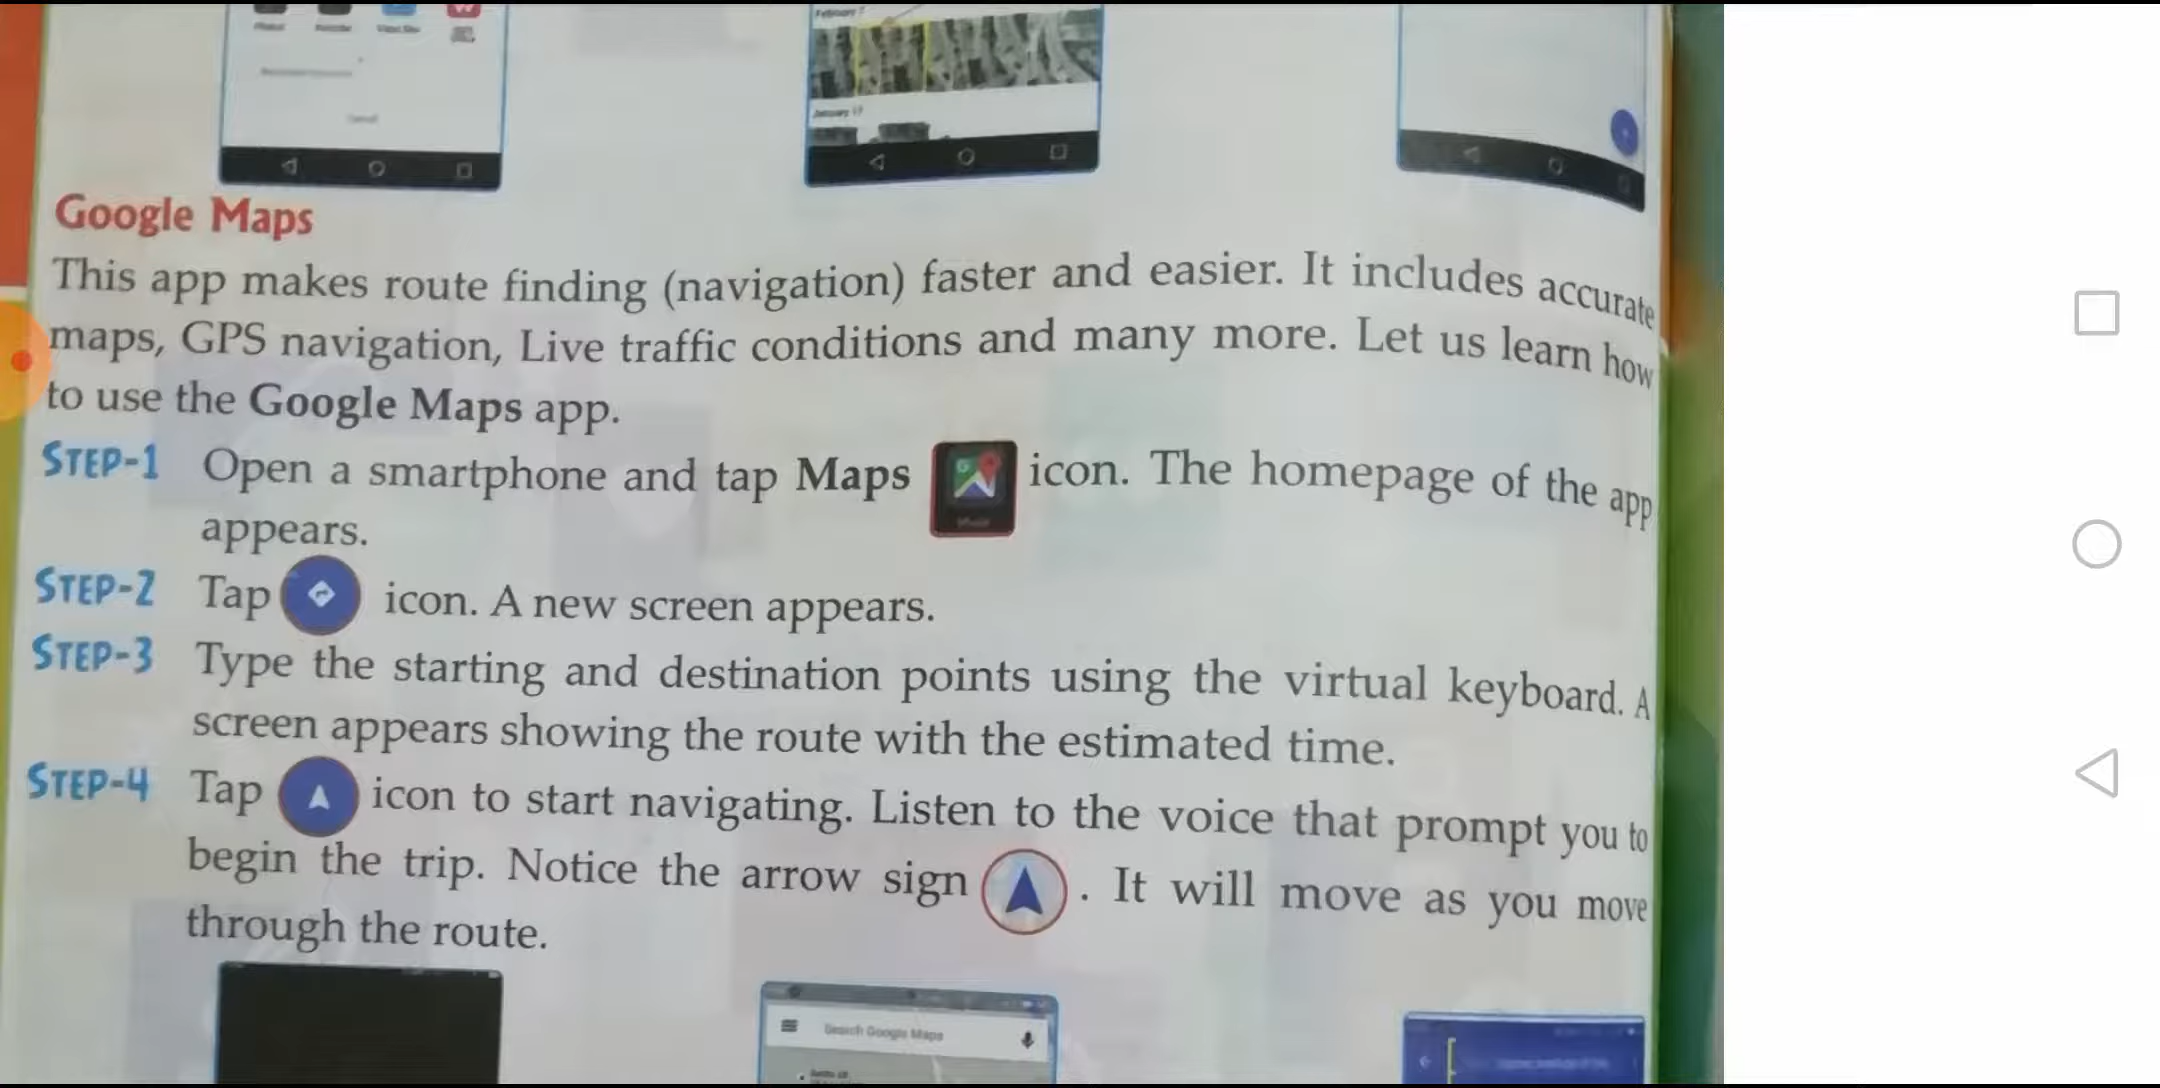 February 7
January 17
Google Maps
This app makes route finding (navigation) faster and easier. It includes accurate
maps, GPS navigation, Live traffic conditions and many more. Let us learn how
to use the Google Maps app.
STEP-1 Open a smartphone and tap Maps icon. The homepage of the app
appears.
STEP-2 Tap icon. A new screen appears.
STEP-3 Type the starting and destination points using the virtual keyboard. A
screen appears showing the route with the estimated time.
STEP-4 Tap icon to start navigating. Listen to the voice that prompt you to
begin the trip. Notice the arrow sign . It will move as you move
through the route.
Search Google Maps